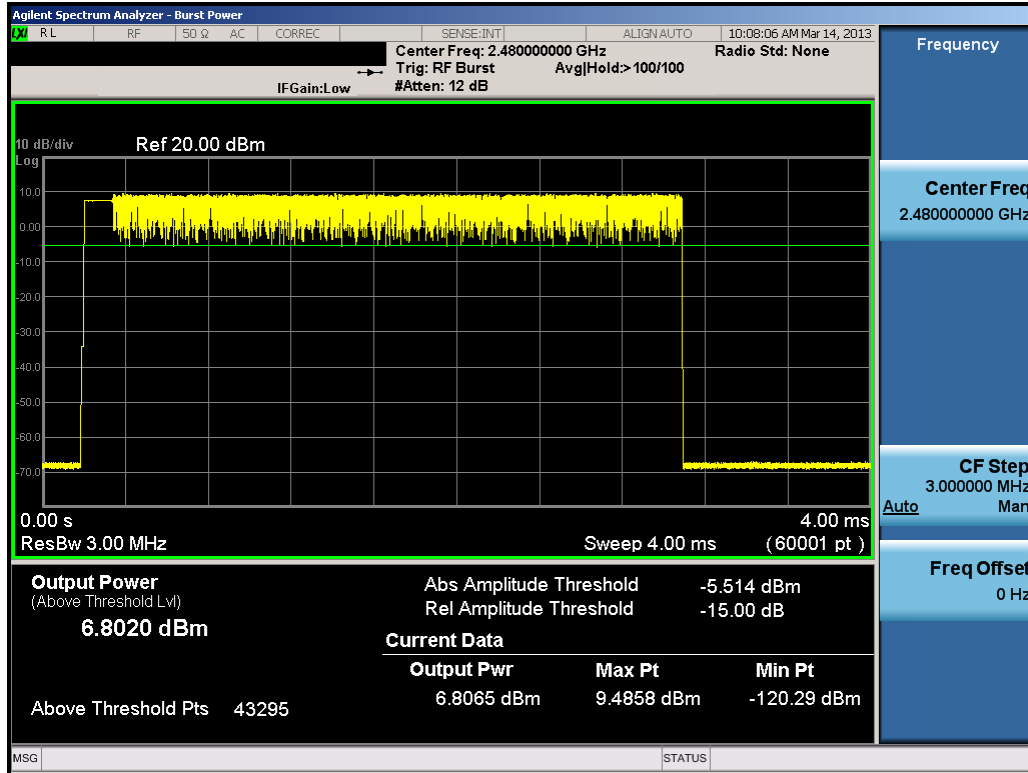 Agilent Spectrum Analyzer - Burst Power
LXI RL RF 50 Ω AC CORREC SENSE:INT ALIGN AUTO 10:08:06 AM Mar 14, 2013
Center Freq: 2.480000000 GHz Radio Std: None
Trig: RF Burst Avg|Hold:>100/100
IFGain:Low #Atten: 12 dB
10 dB/div Ref 20.00 dBm
Log
10.0
0.00
-10.0
-20.0
-30.0
-40.0
-50.0
-60.0
-70.0
0.00 s 4.00 ms
ResBw 3.00 MHz Sweep 4.00 ms (60001 pt)
Output Power
(Above Threshold Lvl)
6.8020 dBm
Above Threshold Pts 43295
Abs Amplitude Threshold -5.514 dBm
Rel Amplitude Threshold -15.00 dB
Current Data
Output Pwr Max Pt Min Pt
6.8065 dBm 9.4858 dBm -120.29 dBm
MSG STATUS
Frequency
Center Freq
2.480000000 GHz
CF Step
3.000000 MHz
Auto Man
Freq Offset
0 Hz